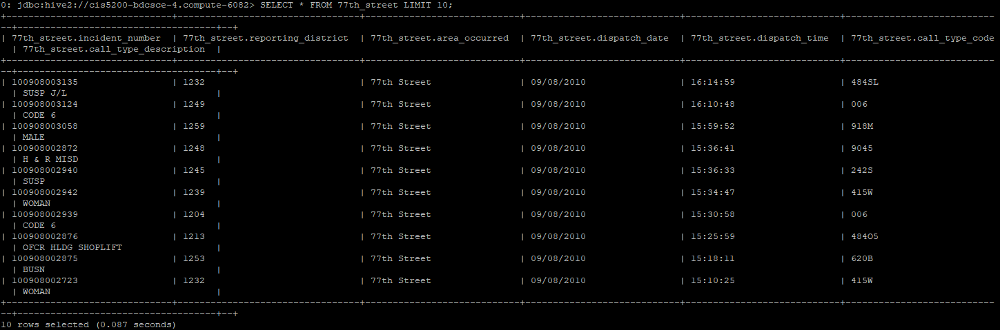 0: jdbc:hive2://cis5200-bdcsce-4.compute-6082> SELECT * FROM 77th_street LIMIT 10;
+------------------------------+---------------------------------+----------------------------+----------------------------+----------------------------+---------------------------
--+------------------------------------+--+
| 77th_street.incident_number | 77th_street.reporting_district | 77th_street.area_occurred | 77th_street.dispatch_date | 77th_street.dispatch_time | 77th_street.call_type_code
| 77th_street.call_type_description |
+------------------------------+---------------------------------+----------------------------+----------------------------+----------------------------+---------------------------
--+------------------------------------+--+
| 100908003135 | 1232 | 77th Street | 09/08/2010 | 16:14:59 | 484SL
| SUSP J/L |
| 100908003124 | 1249 | 77th Street | 09/08/2010 | 16:10:48 | 006
| CODE 6 |
| 100908003058 | 1259 | 77th Street | 09/08/2010 | 15:59:52 | 918M
| MALE |
| 100908002872 | 1248 | 77th Street | 09/08/2010 | 15:36:41 | 9045
| H & R MISD |
| 100908002940 | 1245 | 77th Street | 09/08/2010 | 15:36:33 | 242S
| SUSP |
| 100908002942 | 1239 | 77th Street | 09/08/2010 | 15:34:47 | 415W
| WOMAN |
| 100908002939 | 1204 | 77th Street | 09/08/2010 | 15:30:58 | 006
| CODE 6 |
| 100908002876 | 1213 | 77th Street | 09/08/2010 | 15:25:59 | 484O5
| OFCR HLDG SHOPLIFT |
| 100908002875 | 1253 | 77th Street | 09/08/2010 | 15:18:11 | 620B
| BUSN |
| 100908002723 | 1232 | 77th Street | 09/08/2010 | 15:10:25 | 415W
| WOMAN |
+------------------------------+---------------------------------+----------------------------+----------------------------+----------------------------+---------------------------
--+------------------------------------+--+
10 rows selected (0.087 seconds)